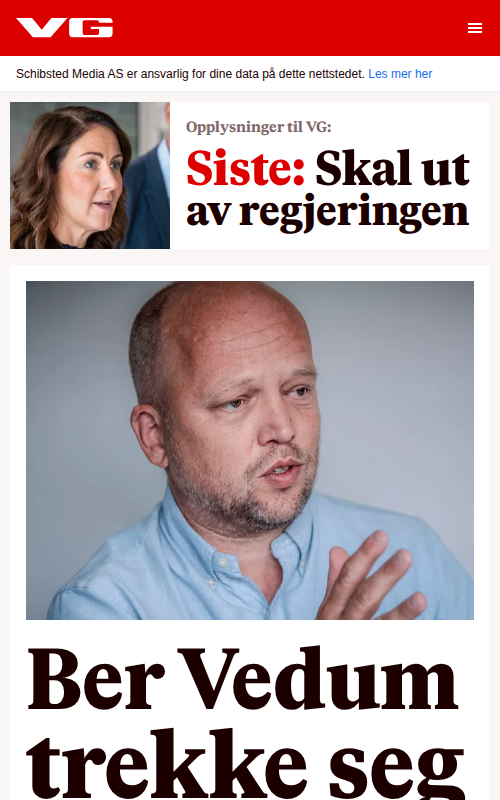 VG
Schibsted Media AS er ansvarlig for dine data på dette nettstedet. Les mer her
Opplysninger til VG:
Siste: Skal ut
av regjeringen
Ber Vedum
trekke seg